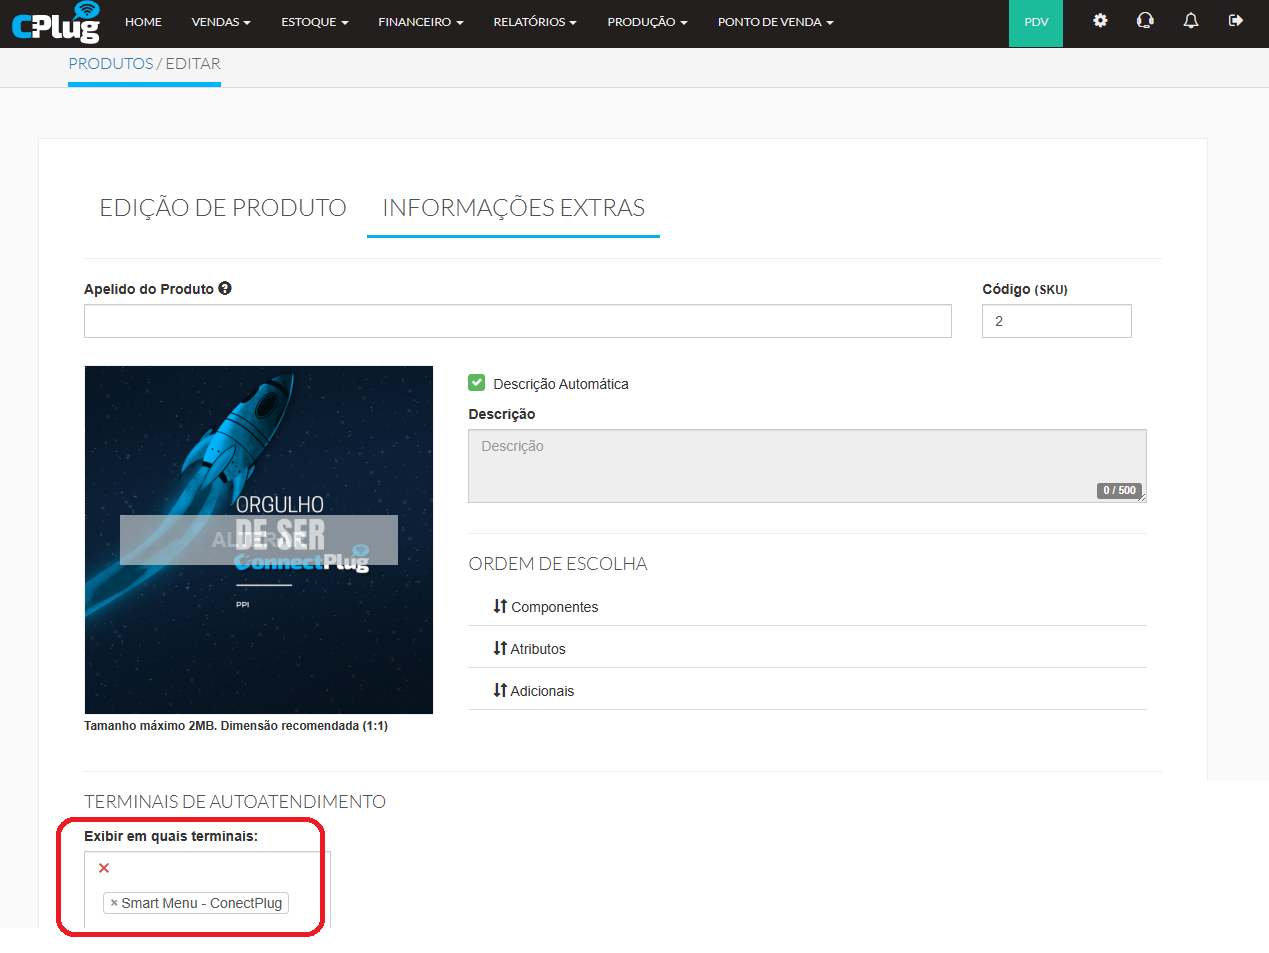 CPlug HOME VENDAS ESTOQUE FINANCEIRO RELATÓRIOS PRODUÇÃO PONTO DE VENDA PDV
PRODUTOS / EDITAR
EDIÇÃO DE PRODUTO INFORMAÇÕES EXTRAS
Apelido do Produto
Código (SKU)
2
ORGULHO
DE SER
ALTERAR
ConnectPlug
PPI
Tamanho máximo 2MB. Dimensão recomendada (1:1)
Descrição Automática
Descrição
Descrição
0 / 500
ORDEM DE ESCOLHA
Componentes
Atributos
Adicionais
TERMINAIS DE AUTOATENDIMENTO
Exibir em quais terminais:
×
× Smart Menu - ConectPlug